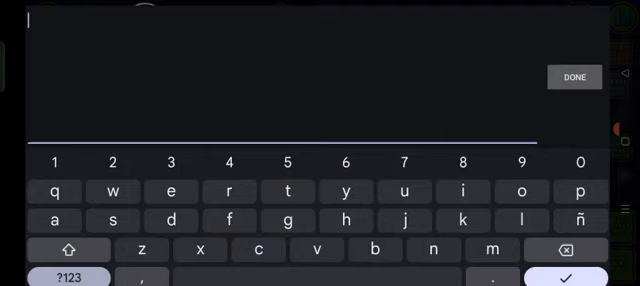 DONE
1 2 3 4 5 6 7 8 9 0
q w e r t y u i o p
a s d f g h j k l ñ
z x c v b n m
?123 , .